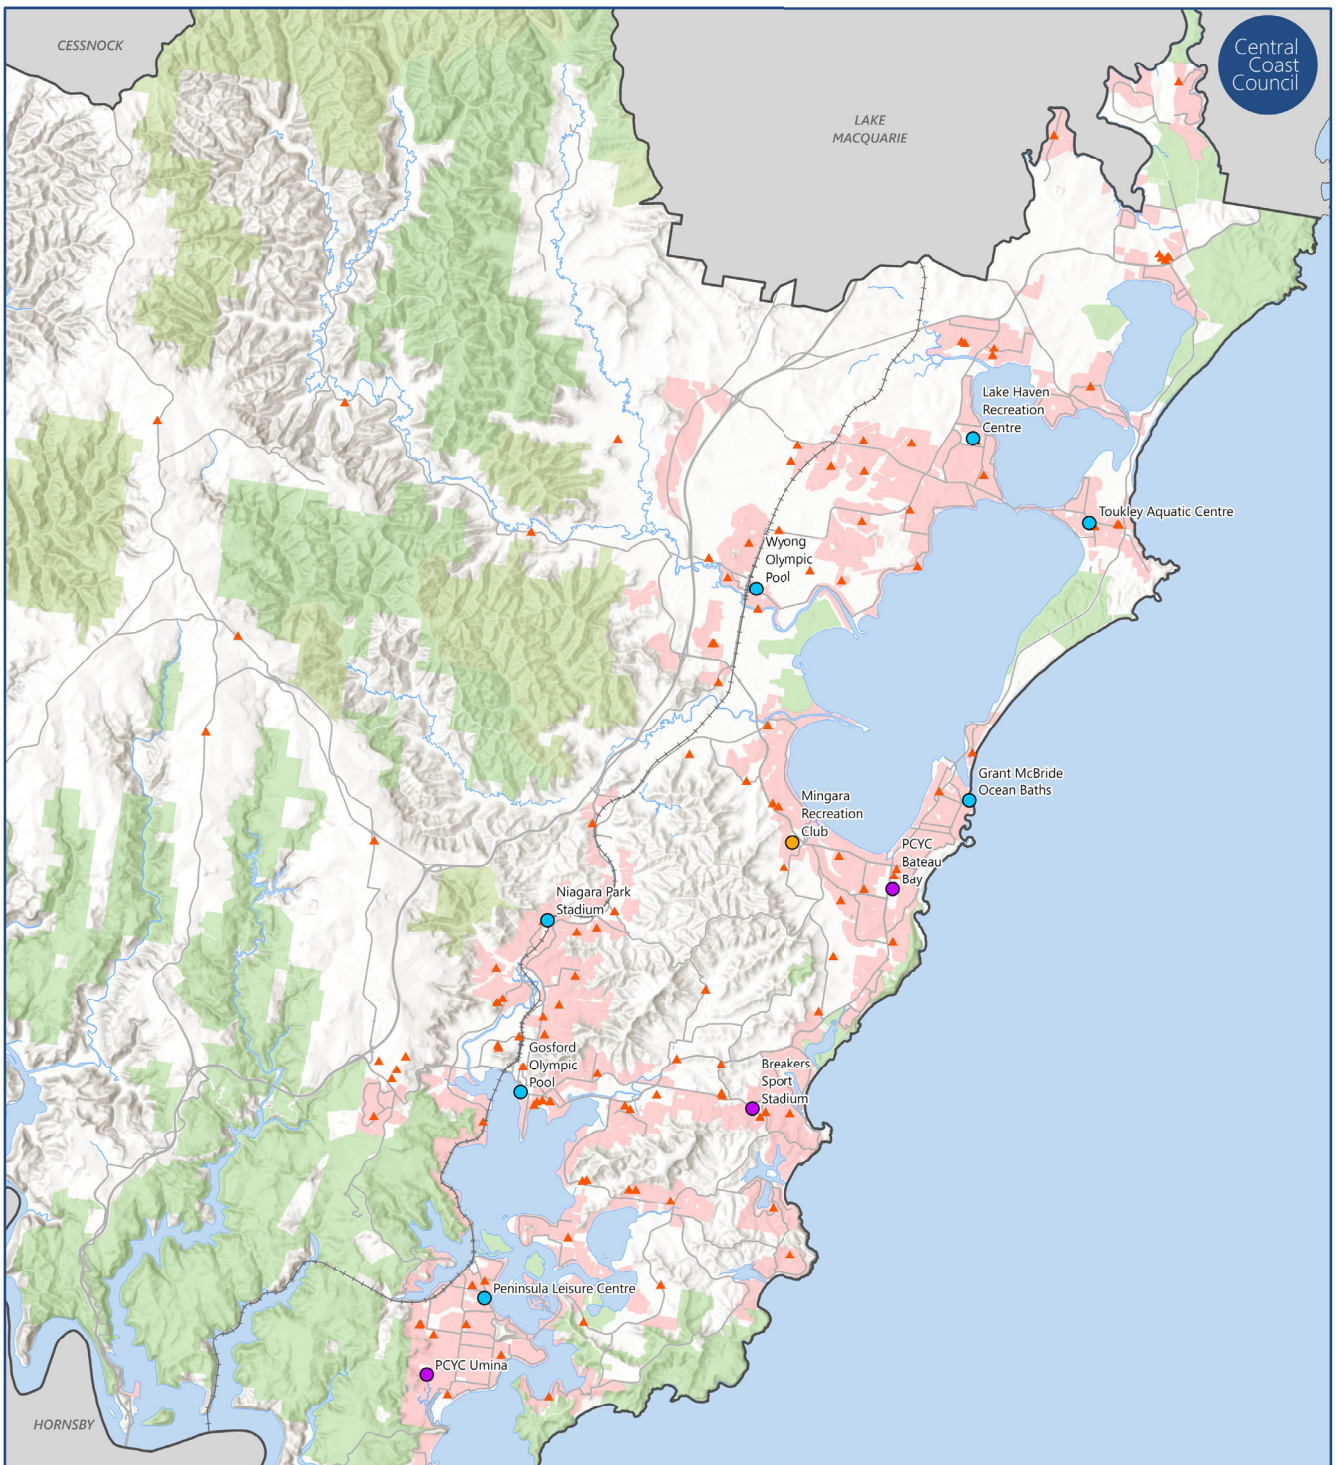 CESSNOCK
Central
Coast
Council
LAKE
MACQUARIE
Lake Haven
Recreation
Centre
Toukley Aquatic Centre
Wyong
Olympic
Pool
Grant McBride
Ocean Baths
Mingara
Recreation
Club
PCYC
Bateau
Bay
Niagara Park
Stadium
Gosford
Olympic
Pool
Breakers
Sport
Stadium
Peninsula Leisure Centre
PCYC Umina
HORNSBY